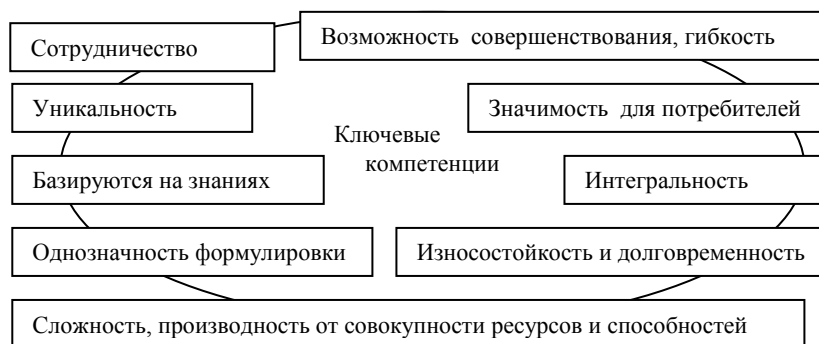 Сотрудничество
Возможность совершенствования, гибкость
Уникальность
Значимость для потребителей
Ключевые
компетенции
Базируются на знаниях
Интегральность
Однозначность формулировки
Износостойкость и долговременность
Сложность, производность от совокупности ресурсов и способностей